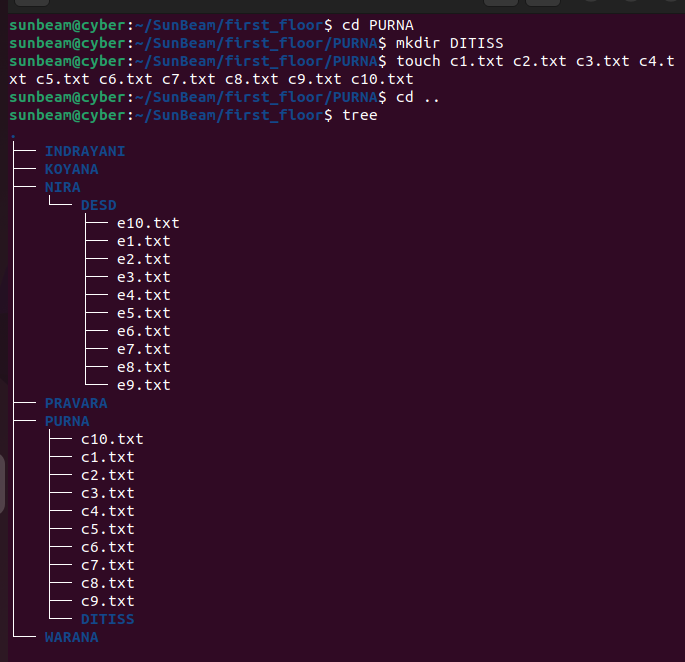 sunbeam@cyber:~/SunBeam/first_floor$ cd PURNA
sunbeam@cyber:~/SunBeam/first_floor/PURNA$ mkdir DITISS
sunbeam@cyber:~/SunBeam/first_floor/PURNA$ touch c1.txt c2.txt c3.txt c4.t
xt c5.txt c6.txt c7.txt c8.txt c9.txt c10.txt
sunbeam@cyber:~/SunBeam/first_floor/PURNA$ cd ..
sunbeam@cyber:~/SunBeam/first_floor$ tree
.
├── INDRAYANI
├── KOYANA
├── NIRA
│   └── DESD
│       ├── e10.txt
│       ├── e1.txt
│       ├── e2.txt
│       ├── e3.txt
│       ├── e4.txt
│       ├── e5.txt
│       ├── e6.txt
│       ├── e7.txt
│       ├── e8.txt
│       └── e9.txt
├── PRAVARA
├── PURNA
│   ├── c10.txt
│   ├── c1.txt
│   ├── c2.txt
│   ├── c3.txt
│   ├── c4.txt
│   ├── c5.txt
│   ├── c6.txt
│   ├── c7.txt
│   ├── c8.txt
│   ├── c9.txt
│   └── DITISS
└── WARANA